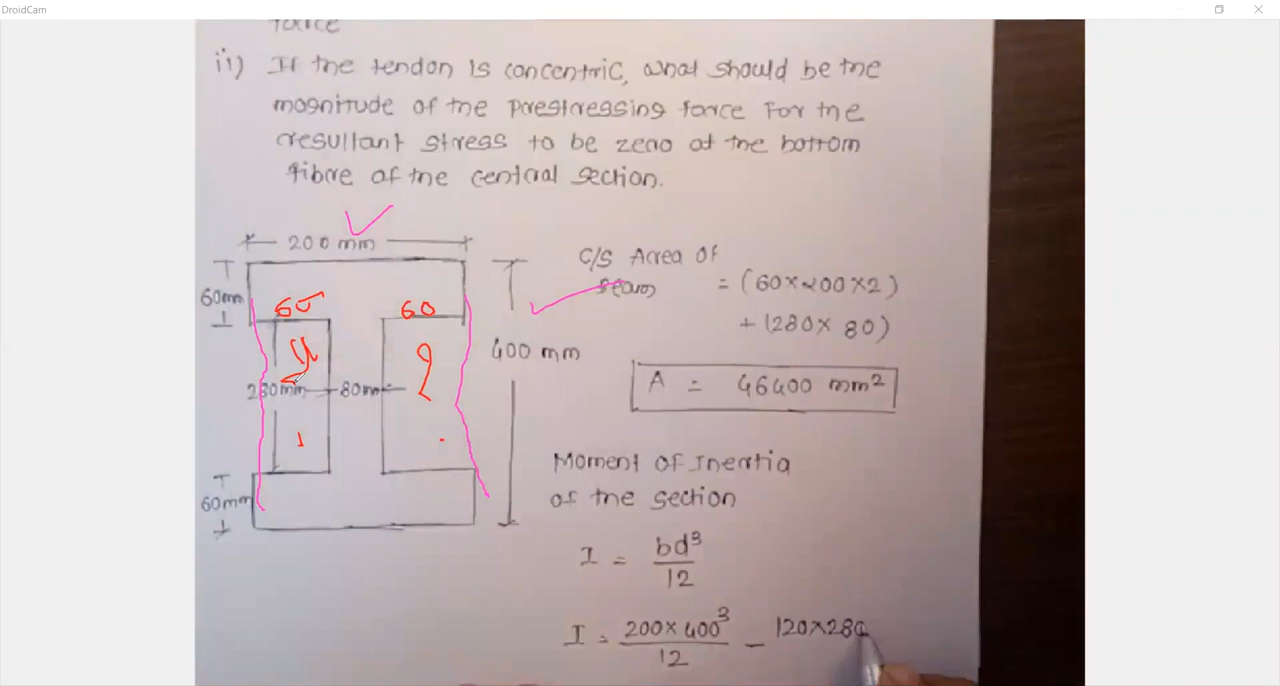 DroidCam
force
ii) If the tendon is concentric, what should be the
magnitude of the prestressing force For the
resultant stress to be zero at the bottom
fibre of the central section.
200 mm
60mm
60 60
C/S Area of
beam = (60×200×2)
+ (280× 80)
400 mm
280mm 80mm
A = 46400 mm²
Moment of Inertia
of the section
60mm
I = bd³
12
I = 200×400³ - 120×280
12